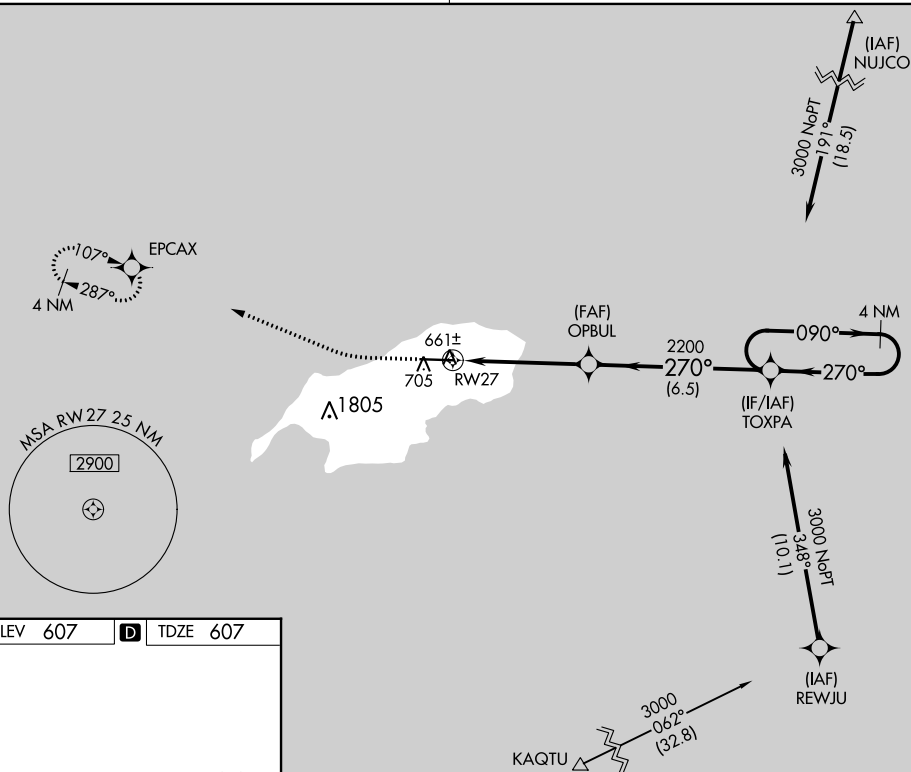 (IAF)
NUJCO
3000 NoPT
191°
(18.5)
EPCAX
107°
287°
4 NM
(FAF)
OPBUL
4 NM
090°
661±
2200
270°
(6.5)
270°
705
RW27
(IF/IAF)
TOXPA
1805
MSA RW27 25 NM
2900
3000 NoPT
348°
(10.1)
LEV 607
D
TDZE 607
(IAF)
REWJU
3000
062°
(32.8)
KAQTU